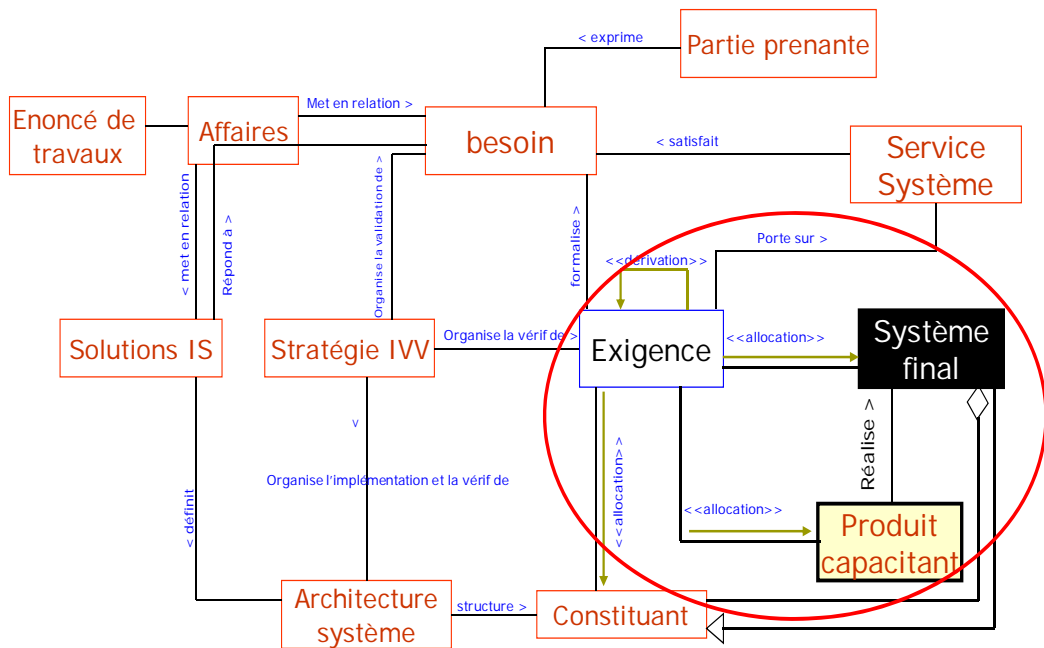 < exprime
Partie prenante
Met en relation >
Enoncé de
travaux
Affaires
besoin
< satisfait
Service
Système
< met en relation
Répond à >
Organise la validation de >
formalise >
Porte sur >
<<dérivation>>
Solutions IS
Stratégie IVV
Organise la vérif de >
Exigence
<<allocation>>
Système
final
Réalise >
<
Organise l'implémentation et la vérif de
<<allocation>>
<<allocation>>
< définit
Produit
capacitant
Architecture
système
structure >
Constituant